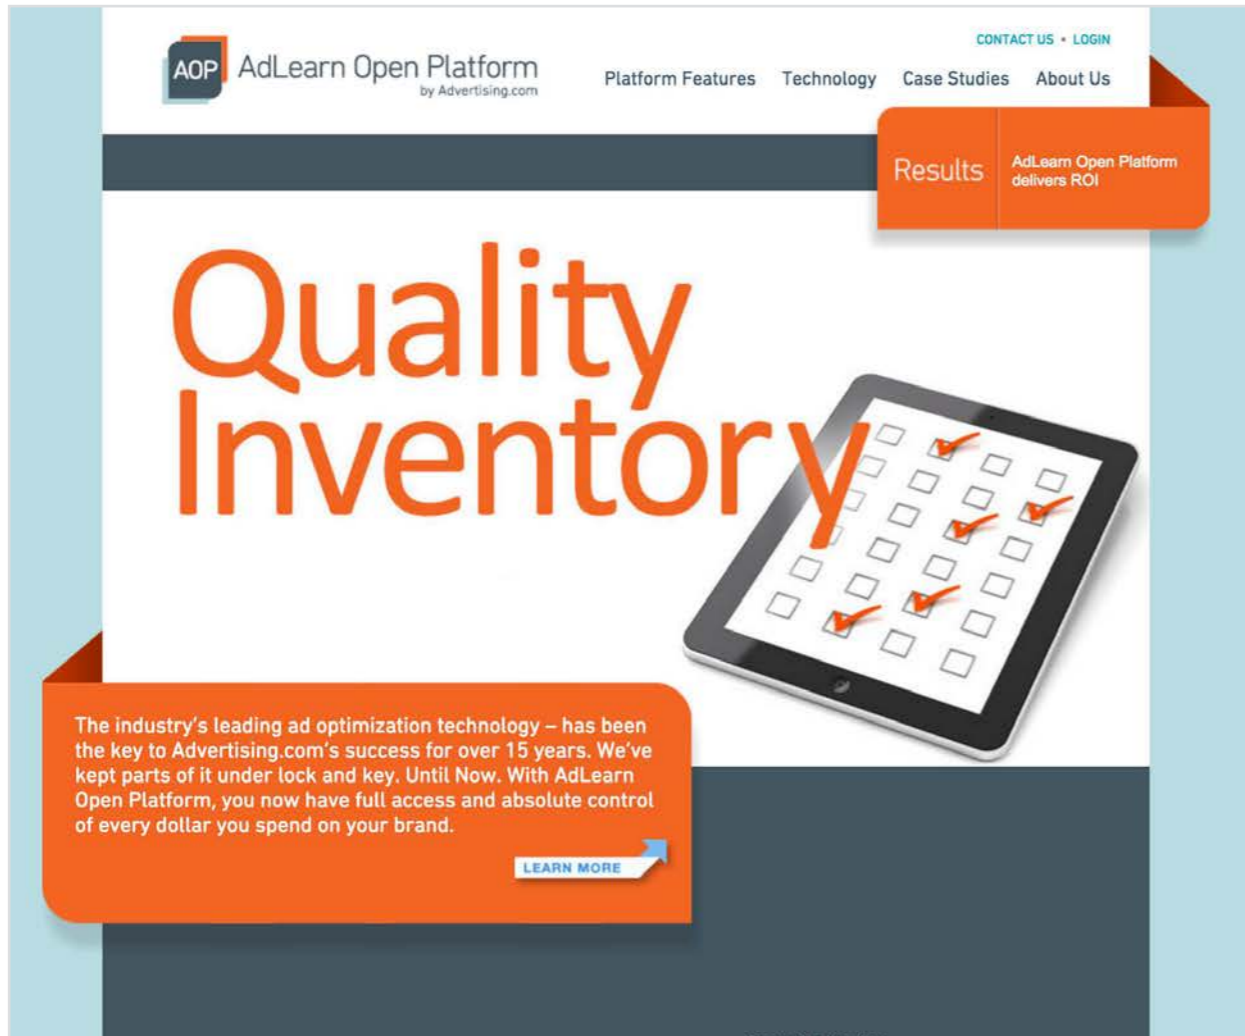 CONTACT US • LOGIN
AOP
AdLearn Open Platform
by Advertising.com
Platform Features Technology Case Studies About Us
Results
AdLearn Open Platform
delivers ROI
Quality
Inventory
The industry's leading ad optimization technology – has been
the key to Advertising.com's success for over 15 years. We've
kept parts of it under lock and key. Until Now. With AdLearn
Open Platform, you now have full access and absolute control
of every dollar you spend on your brand.
LEARN MORE